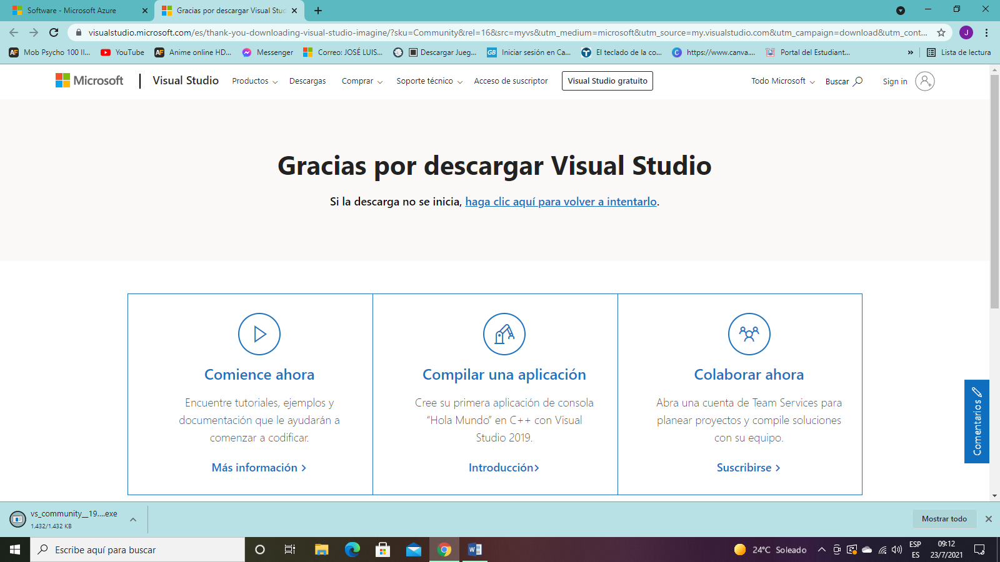 Software - Microsoft Azure
Gracias por descargar Visual Stud
visualstudio.microsoft.com/es/thank-you-downloading-visual-studio-imagine/?sku=Community&rel=16&src=myvs&utm_medium=microsoft&utm_source=my.visualstudio.com&utm_campaign=download&utm_cont...
J
AF Mob Psycho 100 II... YouTube AF Anime online HD... Messenger Correo: JOSÉ LUIS... Descargar Jueg... GB Iniciar sesión en Ca... T El teclado de la co... C https://www.canva.... Portal del Estudiant... » Lista de lectura
Microsoft Visual Studio Productos Descargas Comprar Soporte técnico Acceso de suscriptor Visual Studio gratuito Todo Microsoft Buscar Sign in
Gracias por descargar Visual Studio
Si la descarga no se inicia, haga clic aquí para volver a intentarlo.
Comience ahora
Encuentre tutoriales, ejemplos y
documentación que le ayudarán a
comenzar a codificar.
Más información
Compilar una aplicación
Cree su primera aplicación de consola
“Hola Mundo” en C++ con Visual
Studio 2019.
Introducción
Colaborar ahora
Abra una cuenta de Team Services para
planear proyectos y compile soluciones
con su equipo.
Suscribirse
Comentarios
vs_community__19....exe
1.432/1.432 KB
Mostrar todo
Escribe aquí para buscar
24°C Soleado
ESP
ES
09:12
23/7/2021